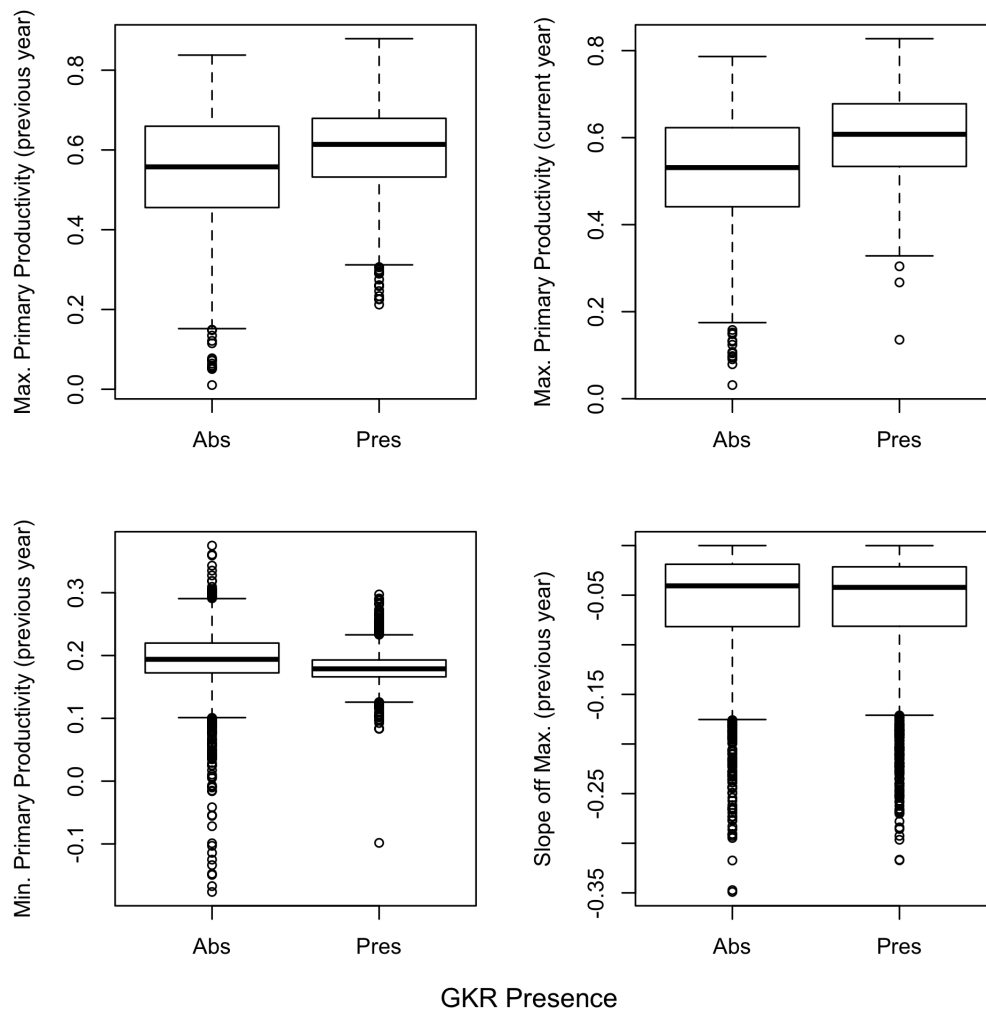 Max. Primary Productivity (previous year)
0.8
0.6
0.4
0.2
0.0
Abs Pres
Max. Primary Productivity (current year)
0.8
0.6
0.4
0.2
0.0
Abs Pres
Min. Primary Productivity (previous year)
0.3
0.2
0.1
0.0
-0.1
Abs Pres
Slope off Max. (previous year)
-0.05
-0.15
-0.25
-0.35
Abs Pres
GKR Presence